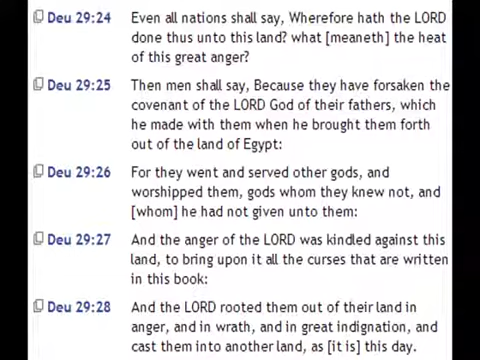 Deu 29:24 Even all nations shall say, Wherefore hath the LORD
done thus unto this land? what [meaneth] the heat
of this great anger?
Deu 29:25 Then men shall say, Because they have forsaken the
covenant of the LORD God of their fathers, which
he made with them when he brought them forth
out of the land of Egypt:
Deu 29:26 For they went and served other gods, and
worshipped them, gods whom they knew not, and
[whom] he had not given unto them:
Deu 29:27 And the anger of the LORD was kindled against this
land, to bring upon it all the curses that are written
in this book:
Deu 29:28 And the LORD rooted them out of their land in
anger, and in wrath, and in great indignation, and
cast them into another land, as [it is] this day.